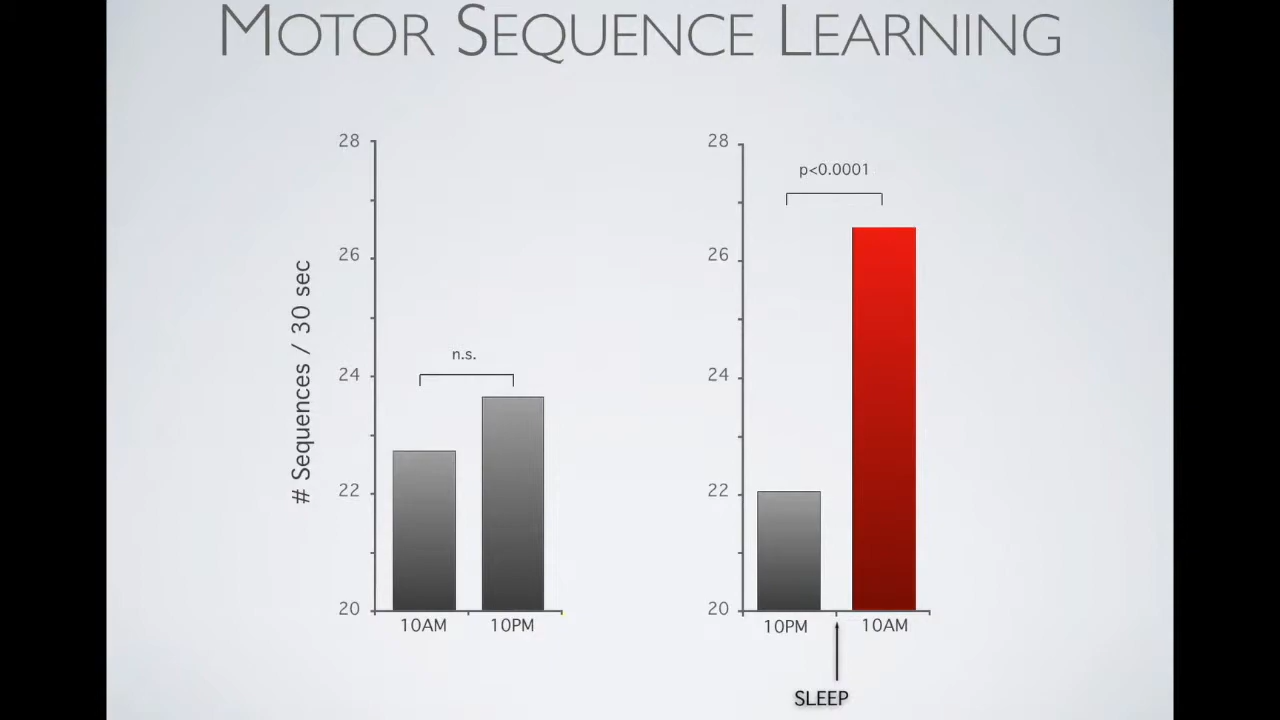 MOTOR SEQUENCE LEARNING
# Sequences / 30 sec
28
26
24
22
20
n.s.
10AM 10PM
28
26
24
22
20
p<0.0001
10PM 10AM
SLEEP